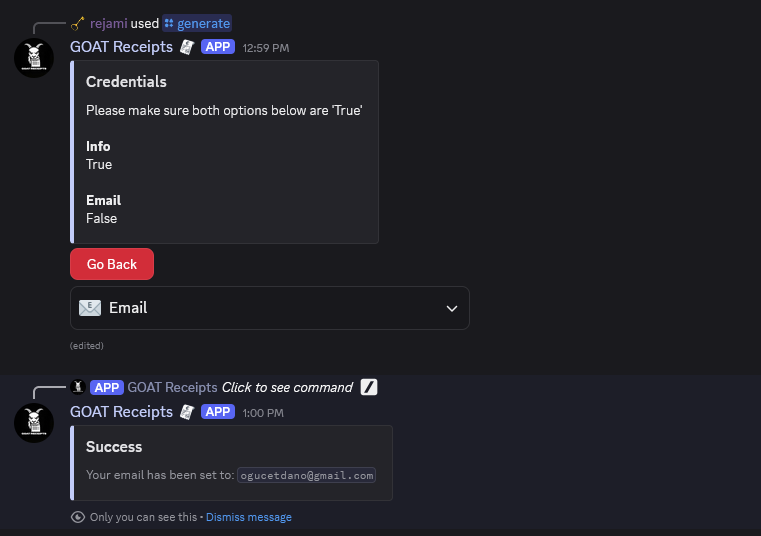 rejami used generate
GOAT Receipts APP 12:59 PM
Credentials
Please make sure both options below are 'True'
Info
True
Email
False
Go Back
E Email
(edited)
APP GOAT Receipts Click to see command
GOAT Receipts APP 1:00 PM
Success
Your email has been set to: ogucetdano@gmail.com
Only you can see this • Dismiss message